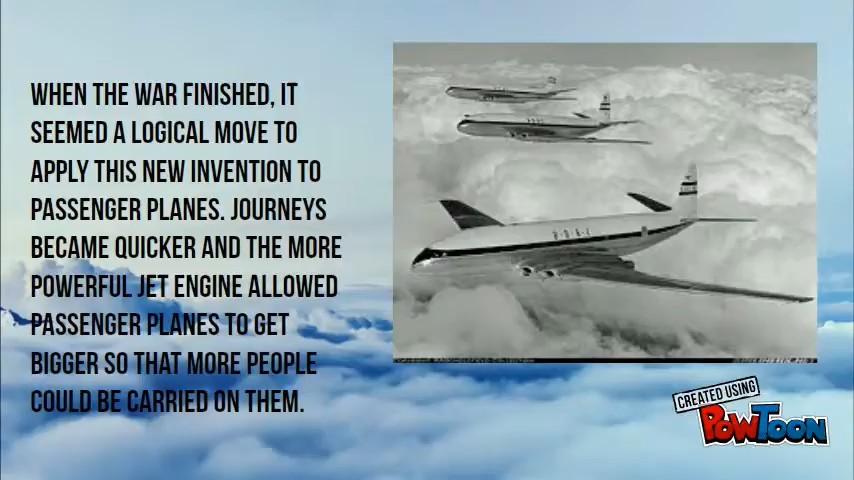 WHEN THE WAR FINISHED, IT
SEEMED A LOGICAL MOVE TO
APPLY THIS NEW INVENTION TO
PASSENGER PLANES. JOURNEYS
BECAME QUICKER AND THE MORE
POWERFUL JET ENGINE ALLOWED
PASSENGER PLANES TO GET
BIGGER SO THAT MORE PEOPLE
COULD BE CARRIED ON THEM.
B·O·A·C
CREATED USING
POWTOON